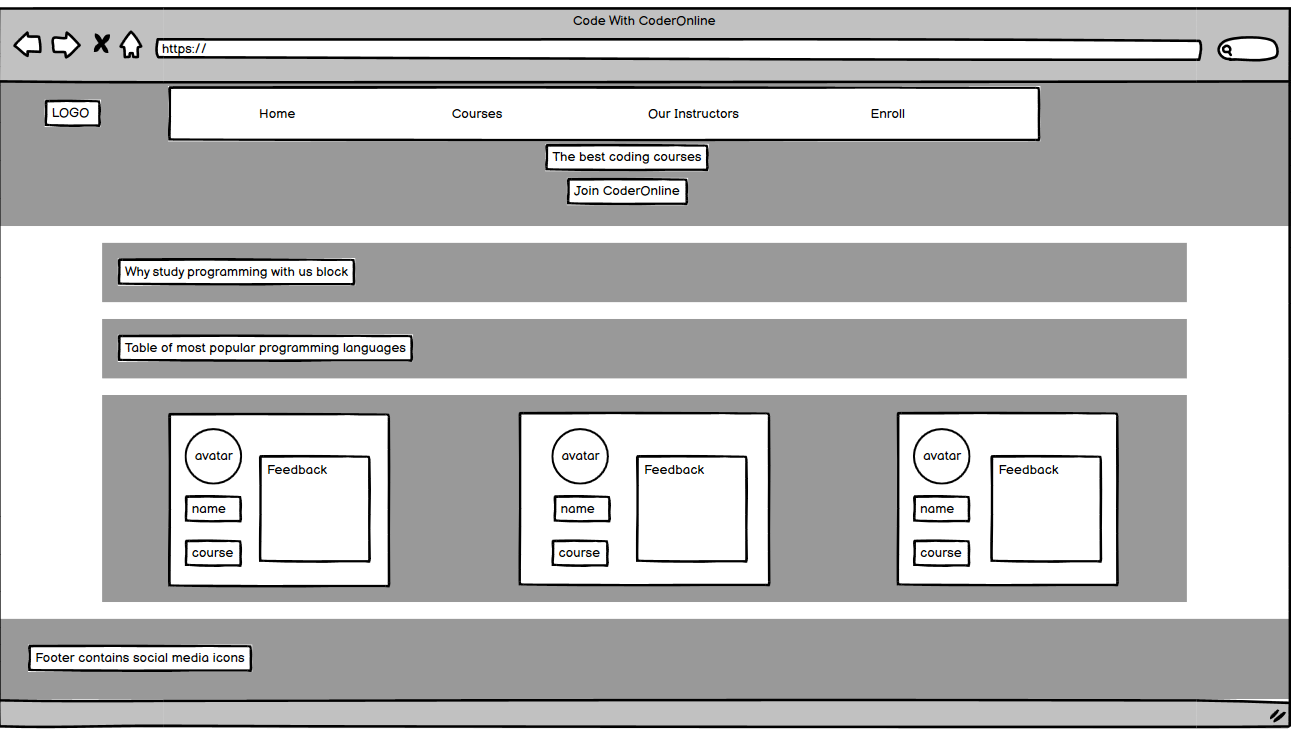 Code With CoderOnline
https://
LOGO
Home Courses Our Instructors Enroll
The best coding courses
Join CoderOnline
Why study programming with us block
Table of most popular programming languages
avatar
Feedback
name
course
avatar
Feedback
name
course
avatar
Feedback
name
course
Footer contains social media icons